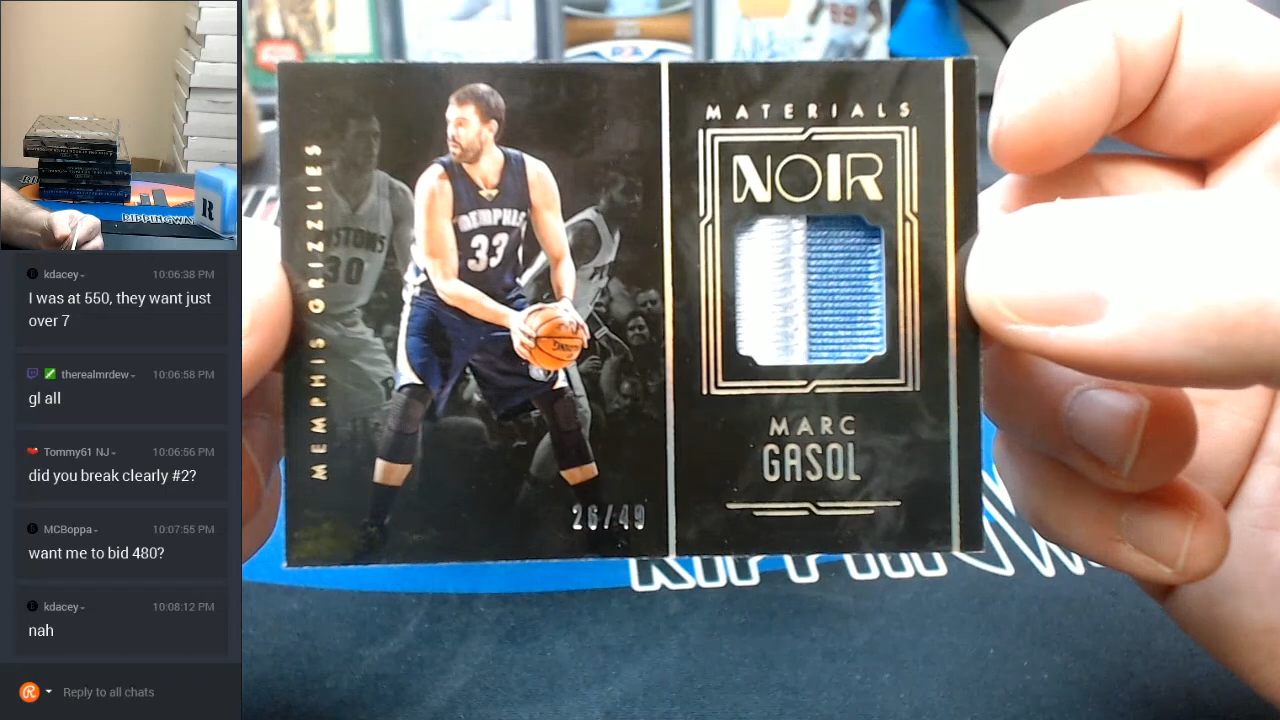 R
RIPPINGWA
kdacey 10:06:38 PM
I was at 550, they want just
over 7
therealmrdew 10:06:58 PM
gl all
Tommy61 NJ 10:06:56 PM
did you break clearly #2?
MCBoppa 10:07:55 PM
want me to bid 480?
kdacey 10:08:12 PM
nah
Reply to all chats
MEMPHIS GRIZZLIES
MEMPHIS
33
30
26/49
MATERIALS
NOIR
MARC
GASOL
89
RIPPINGW